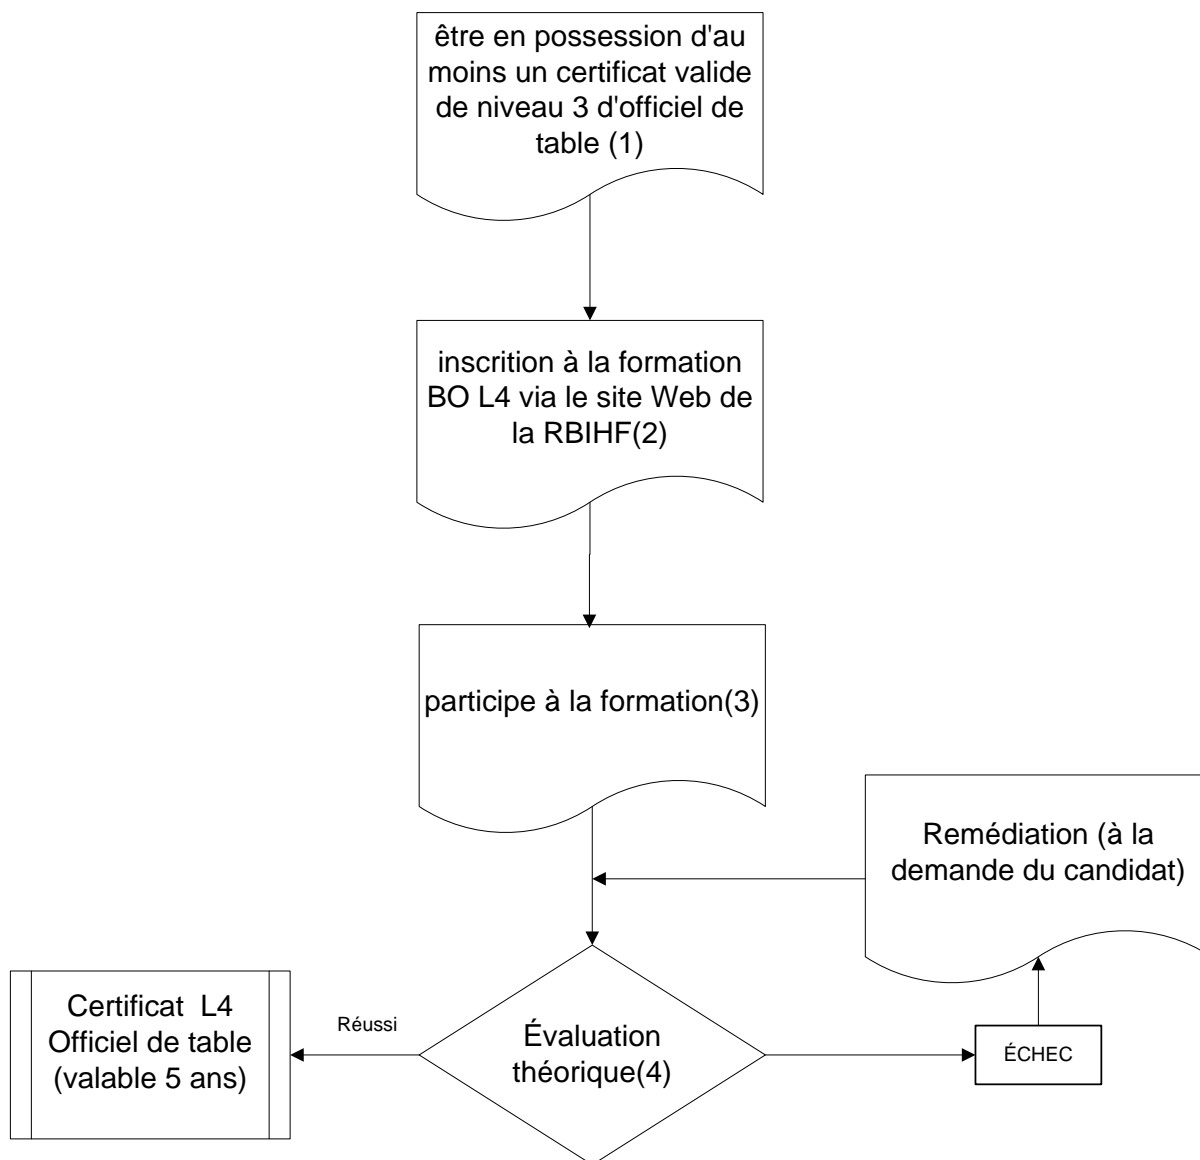 être en possession d'au
moins un certificat valide
de niveau 3 d'officiel de
table (1)
inscrition à la formation
BO L4 via le site Web de
la RBIHF(2)
participe à la formation(3)
Remédiation (à la
demande du candidat)
Certificat L4
Officiel de table
(valable 5 ans)
Réussi
Évaluation
théorique(4)
ÉCHEC